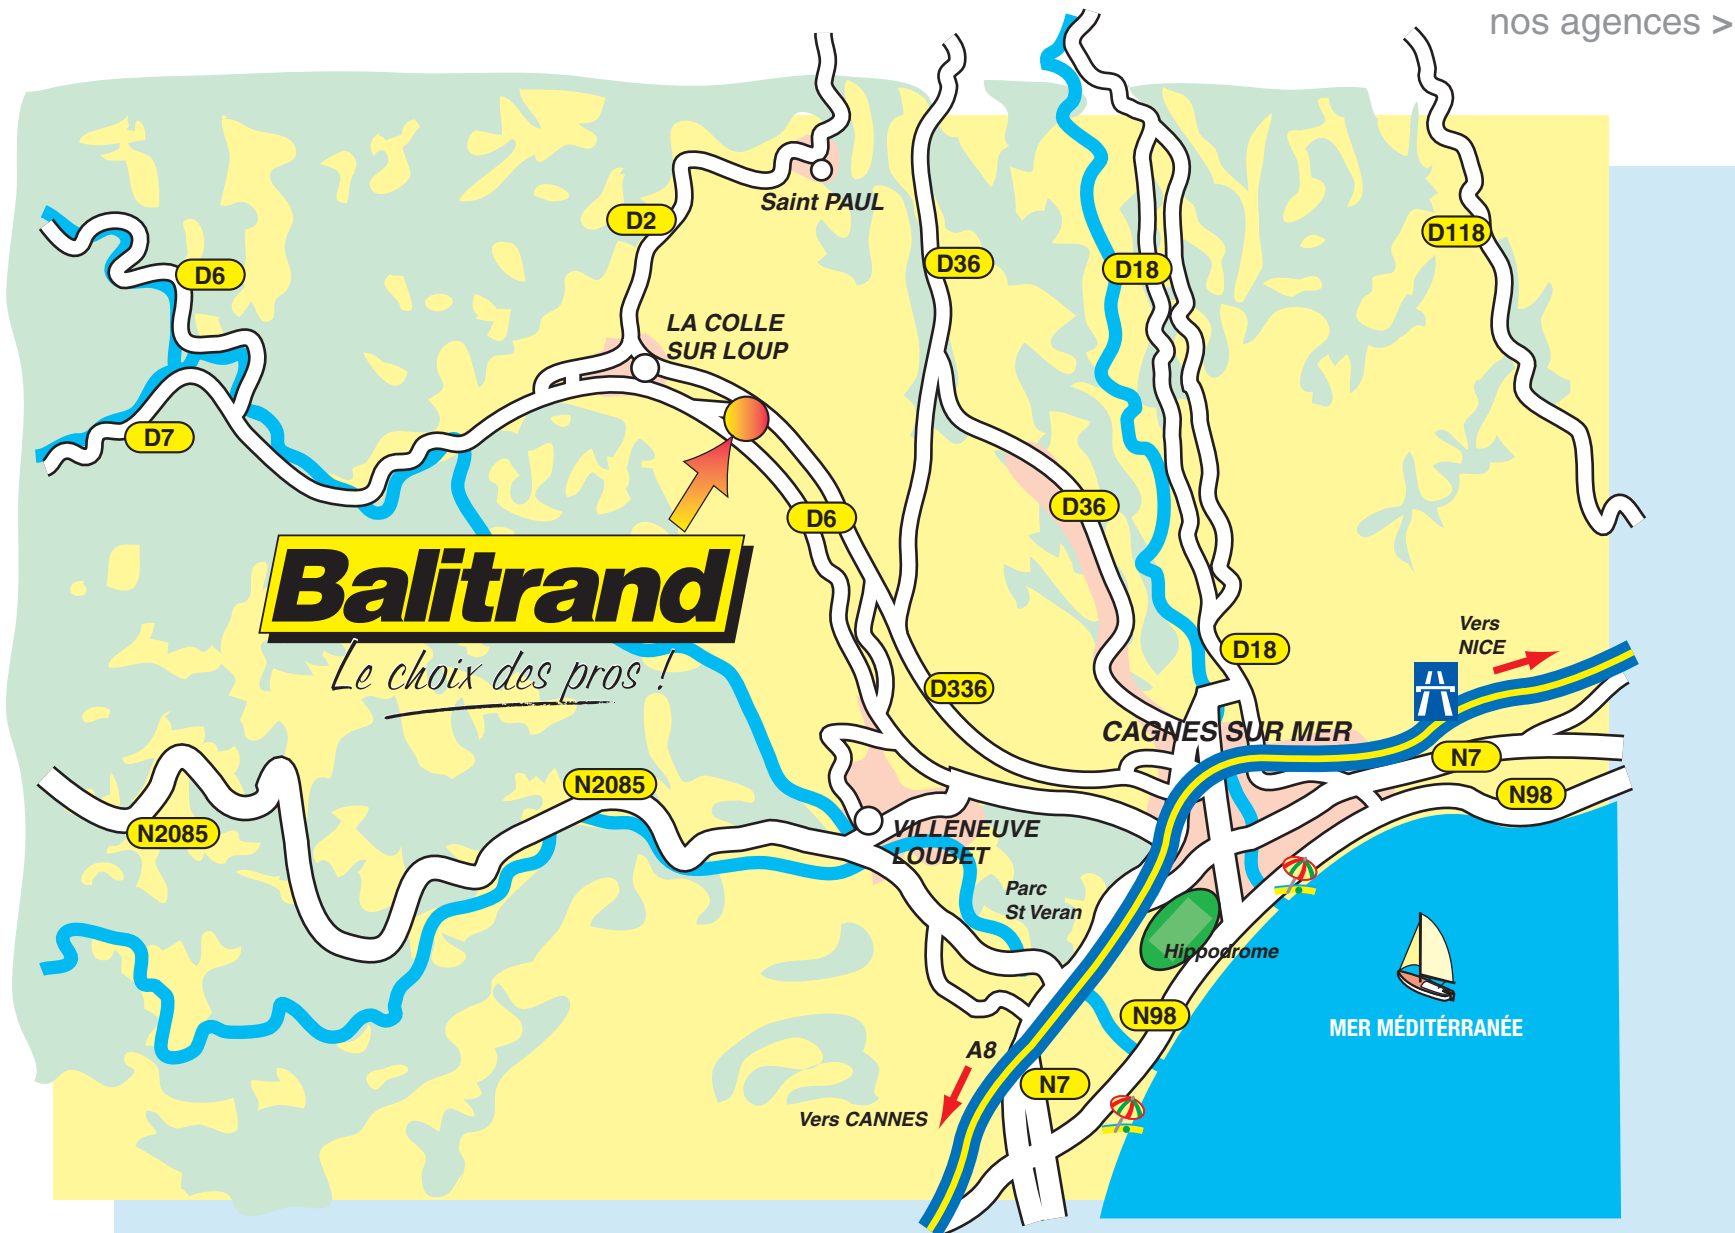 nos agences >
Saint PAUL
D2
D118
D36
D18
D6
LA COLLE
SUR LOUP
D7
D36
D6
Balitrand
Le choix des pros !
Vers
NICE
D18
D336
CAGNES SUR MER
N7
N2085
N98
N2085
VILLENEUVE
LOUBET
Parc
St Veran
Hippodrome
N98
MER MÉDITÉRRANÉE
A8
N7
Vers CANNES